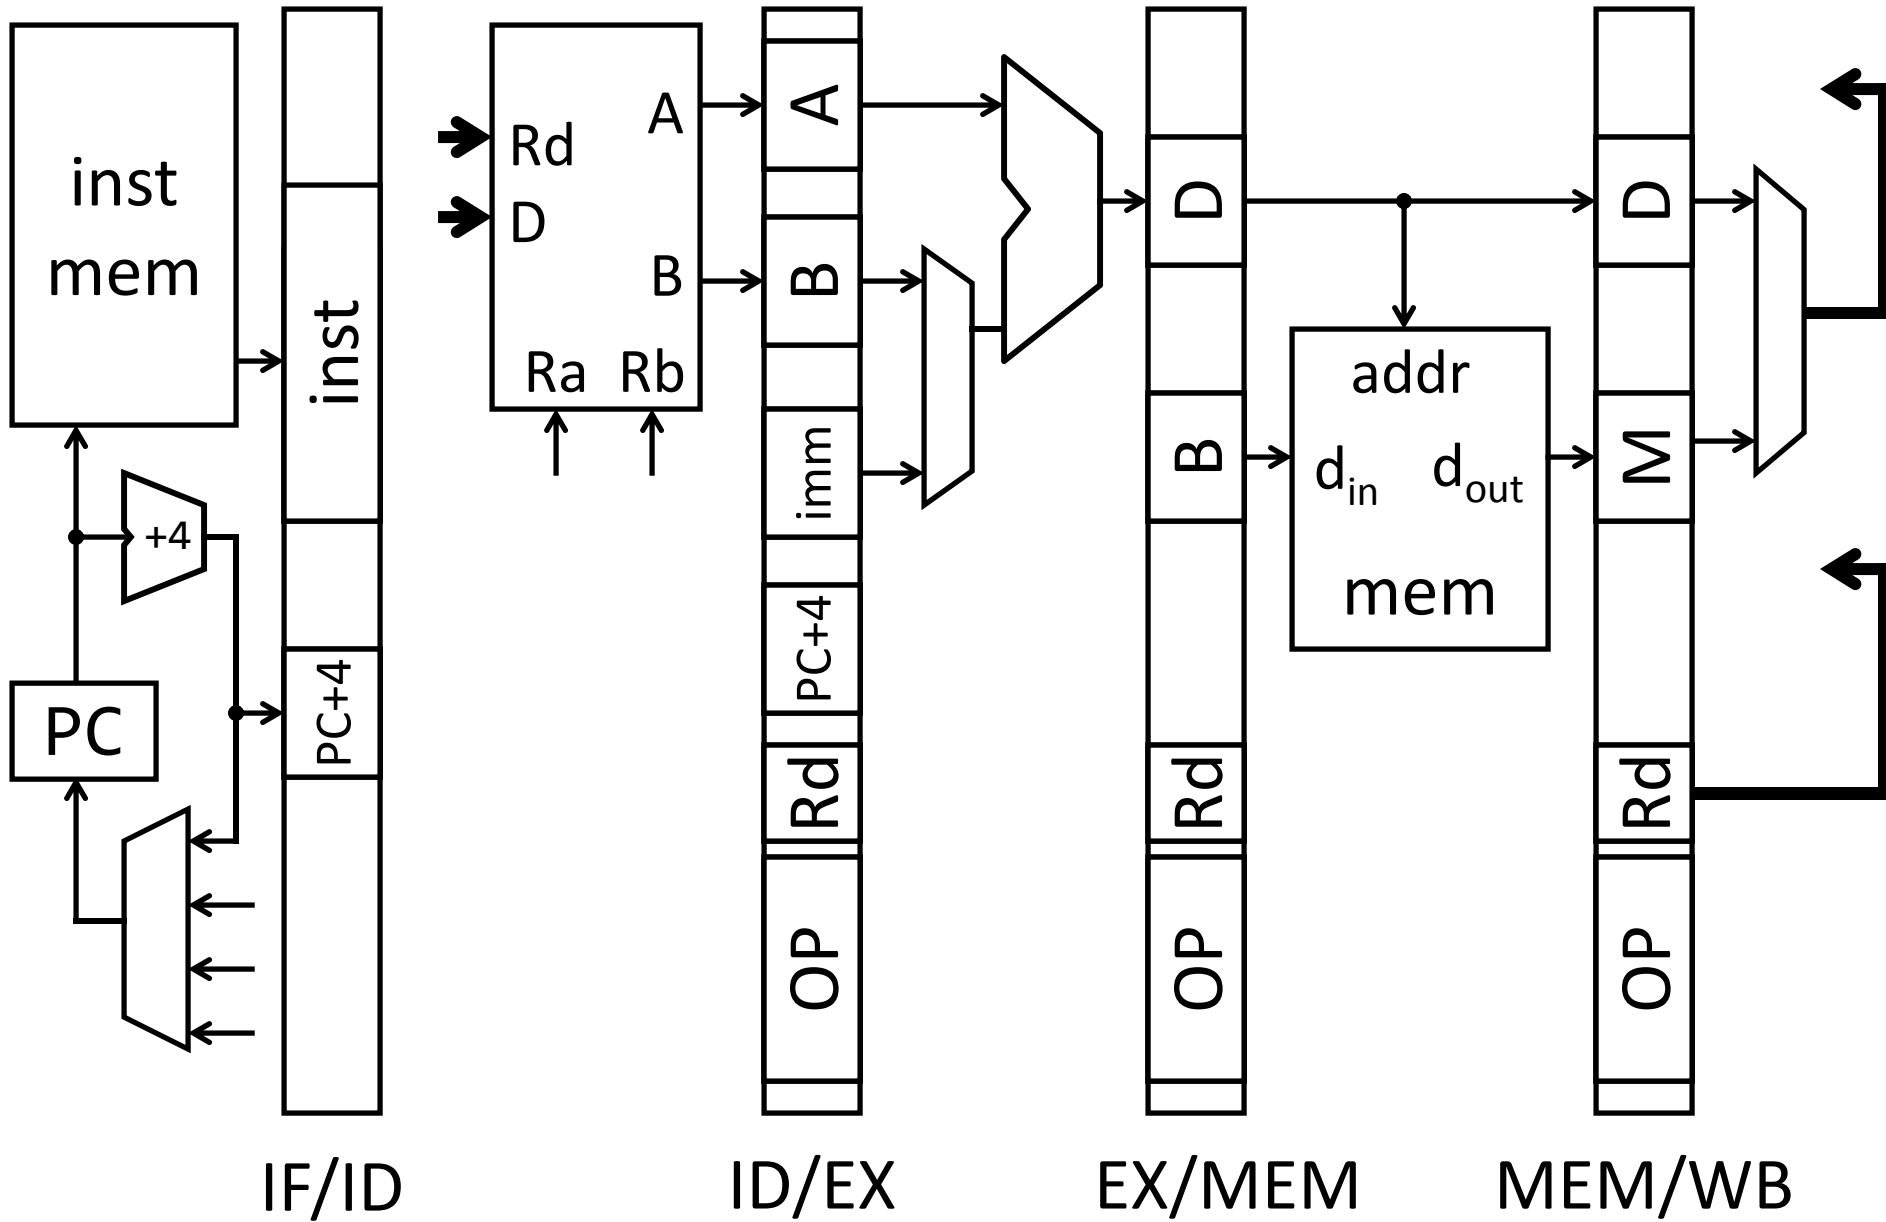 inst
mem
+4
PC
inst
PC+4
Rd
D
A
B
Ra
Rb
A
B
imm
PC+4
Rd
OP
D
B
Rd
OP
addr
din
dout
mem
D
M
Rd
OP
IF/ID
ID/EX
EX/MEM
MEM/WB